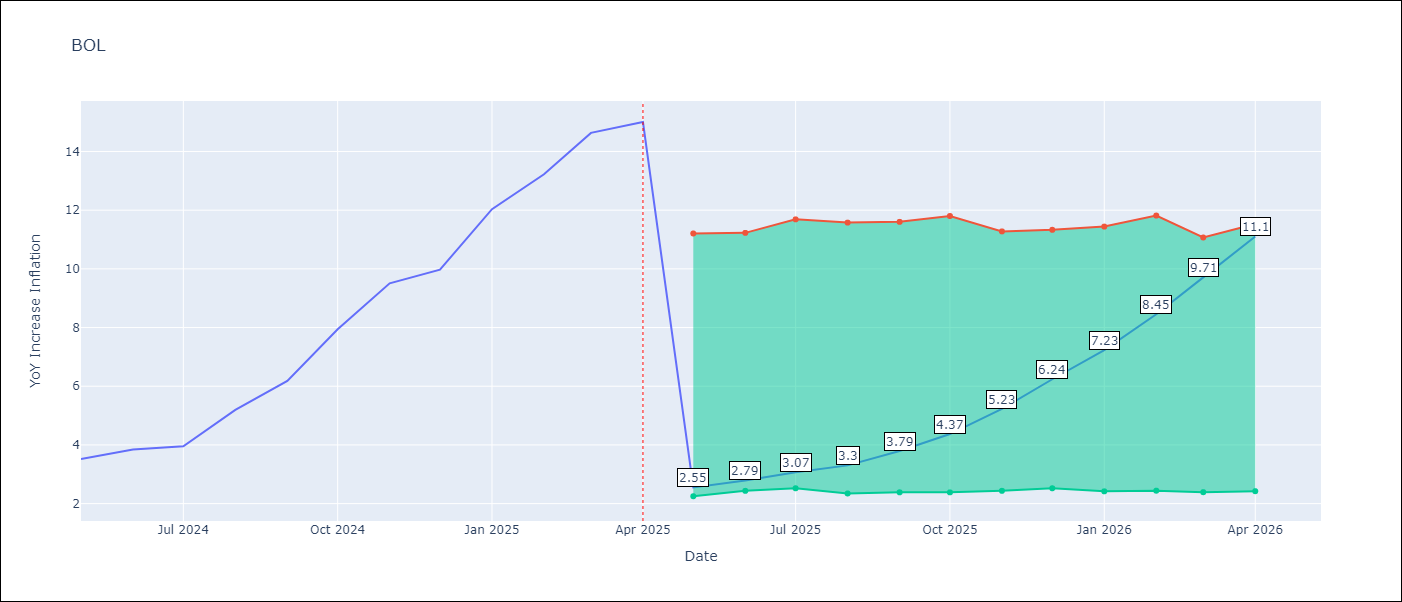 BOL
YoY Increase Inflation
14
12
10
8
6
4
2
2.55
2.79
3.07
3.3
3.79
4.37
5.23
6.24
7.23
8.45
9.71
11.1
Jul 2024
Oct 2024
Jan 2025
Apr 2025
Jul 2025
Oct 2025
Jan 2026
Apr 2026
Date